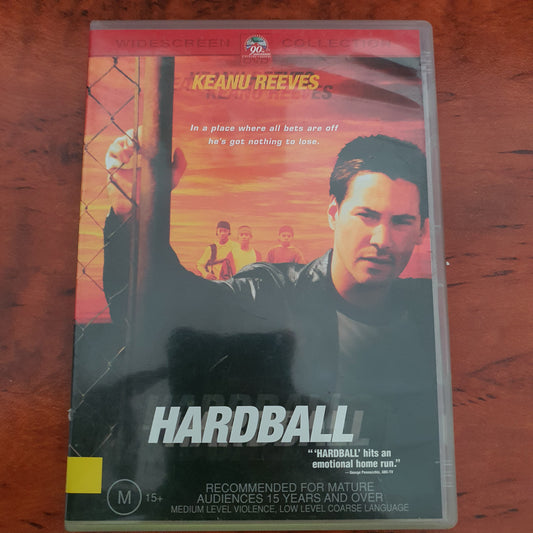 WIDESCREEN COLLECTION
90
KEANU REEVES
In a place where all bets are off
he's got nothing to lose.
HARDBALL
"'HARDBALL' hits an
emotional home run."
M 15+
RECOMMENDED FOR MATURE
AUDIENCES 15 YEARS AND OVER
MEDIUM LEVEL VIOLENCE, LOW LEVEL COARSE LANGUAGE